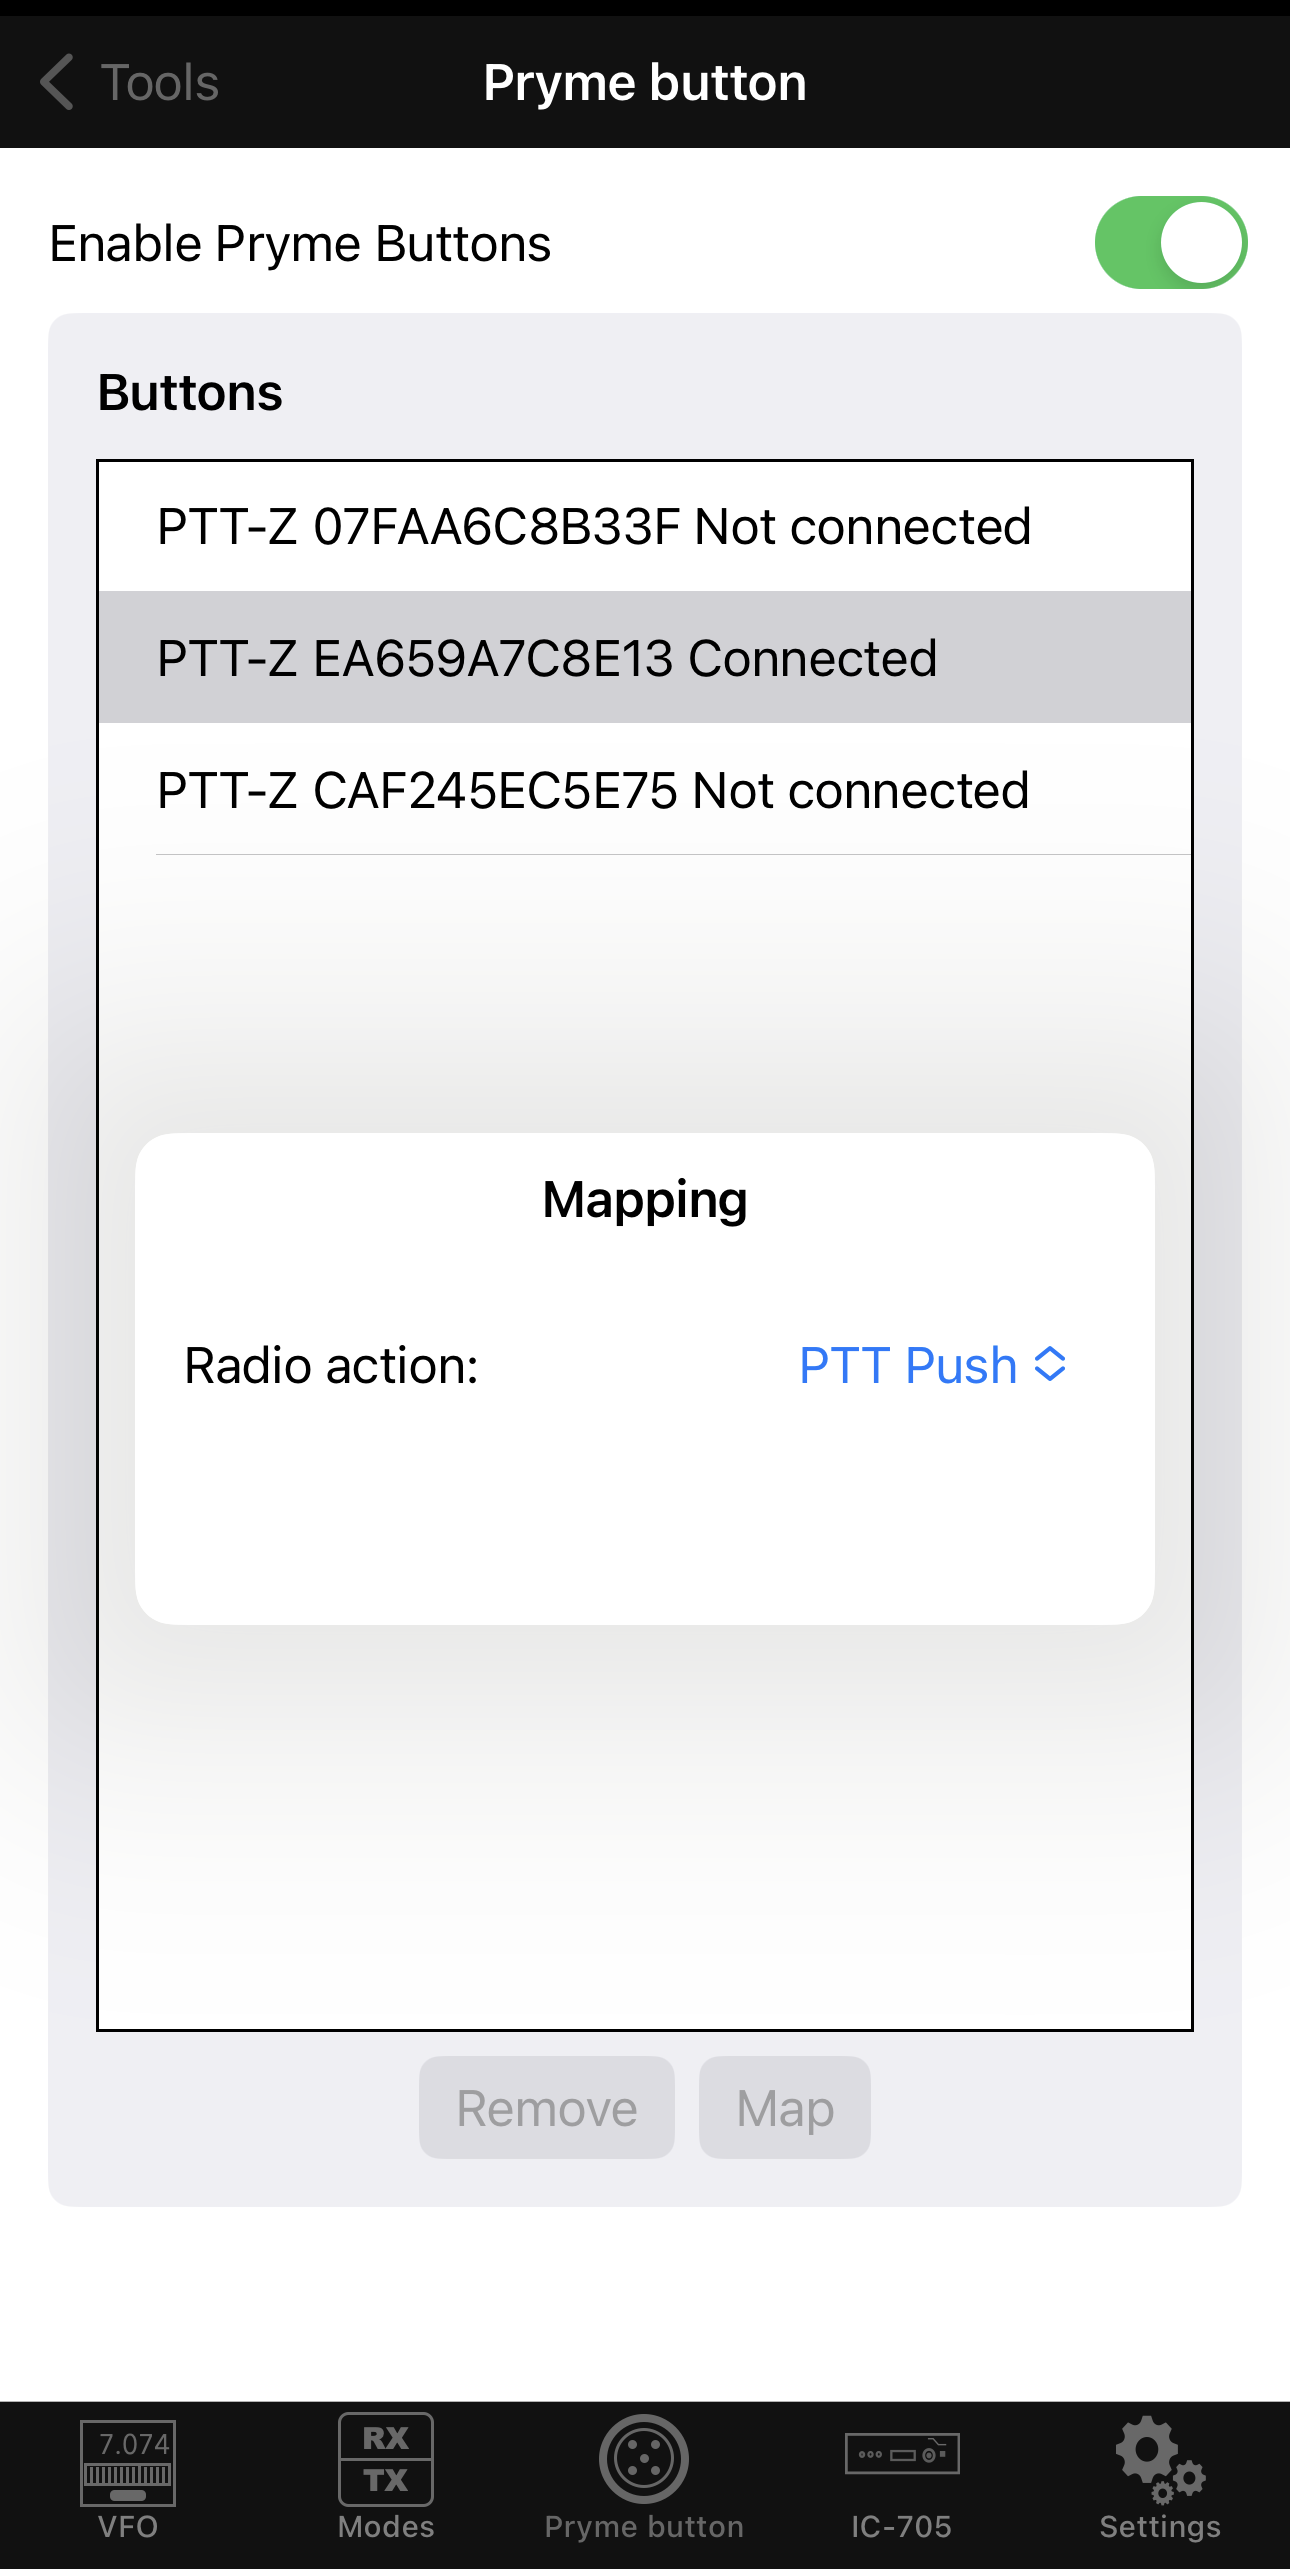 Tools
Pryme button
Enable Pryme Buttons
Buttons
PTT-Z 07FAA6C8B33F Not connected
PTT-Z EA659A7C8E13 Connected
PTT-Z CAF245EC5E75 Not connected
Mapping
Radio action: PTT Push
Remove Map
7.074
RX
TX
VFO Modes Pryme button IC-705 Settings